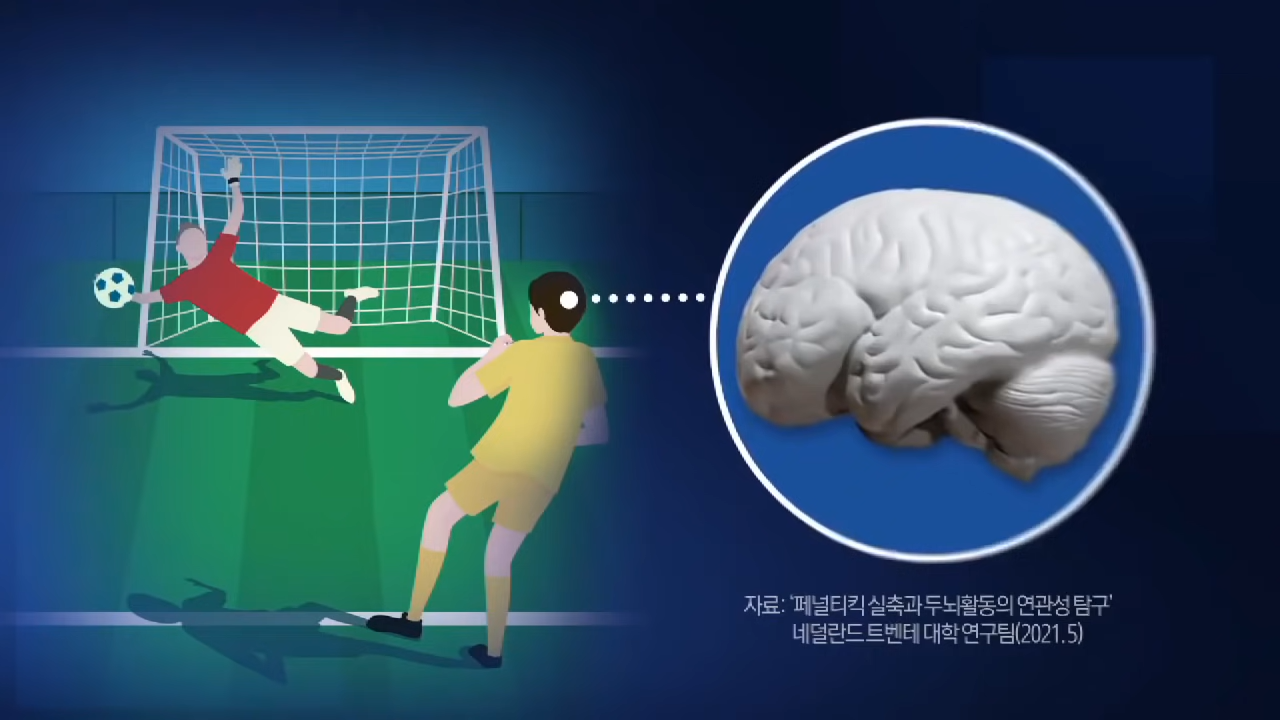 자료: '페널티킥 실축과 두뇌활동의 연관성 탐구'
네덜란드 트벤테 대학 연구팀(2021.5)